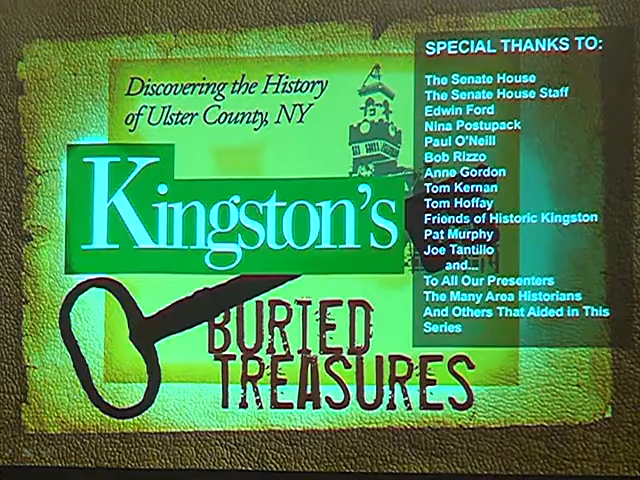 Discovering the History
of Ulster County, NY
Kingston's
BURIED
TREASURES
SPECIAL THANKS TO:
The Senate House
The Senate House Staff
Edwin Ford
Nina Postupack
Paul O'Neill
Bob Rizzo
Anne Gordon
Tom Kernan
Tom Hoffay
Friends of Historic Kingston
Pat Murphy
Joe Tantillo
and...
To All Our Presenters
The Many Area Historians
And Others That Aided in This
Series